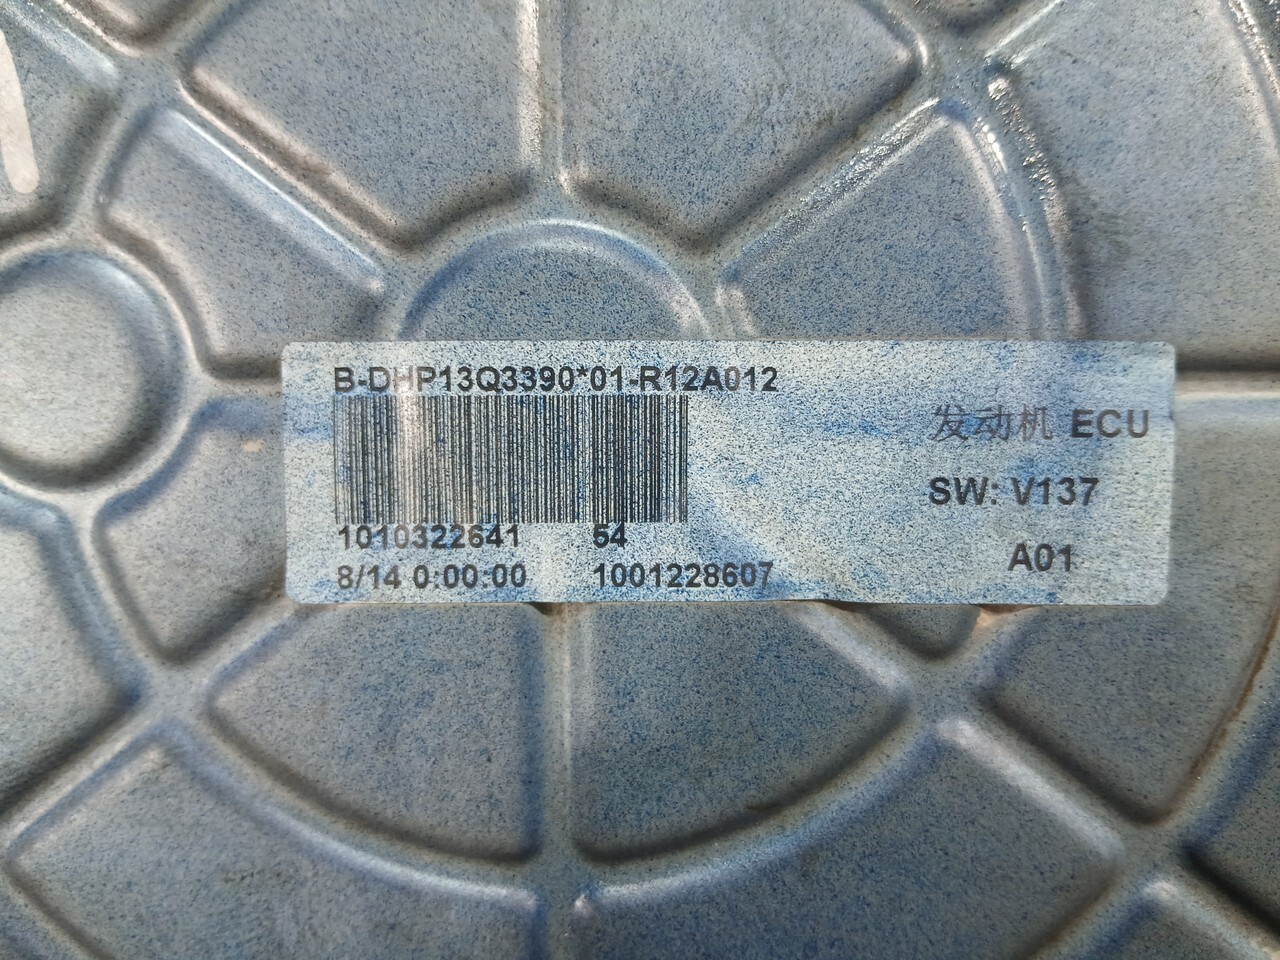 B-DHP13Q3390*01-R12A012
发动机 ECU
SW: V137
1010322641 54
A01
8/14 0:00:00 1001228607